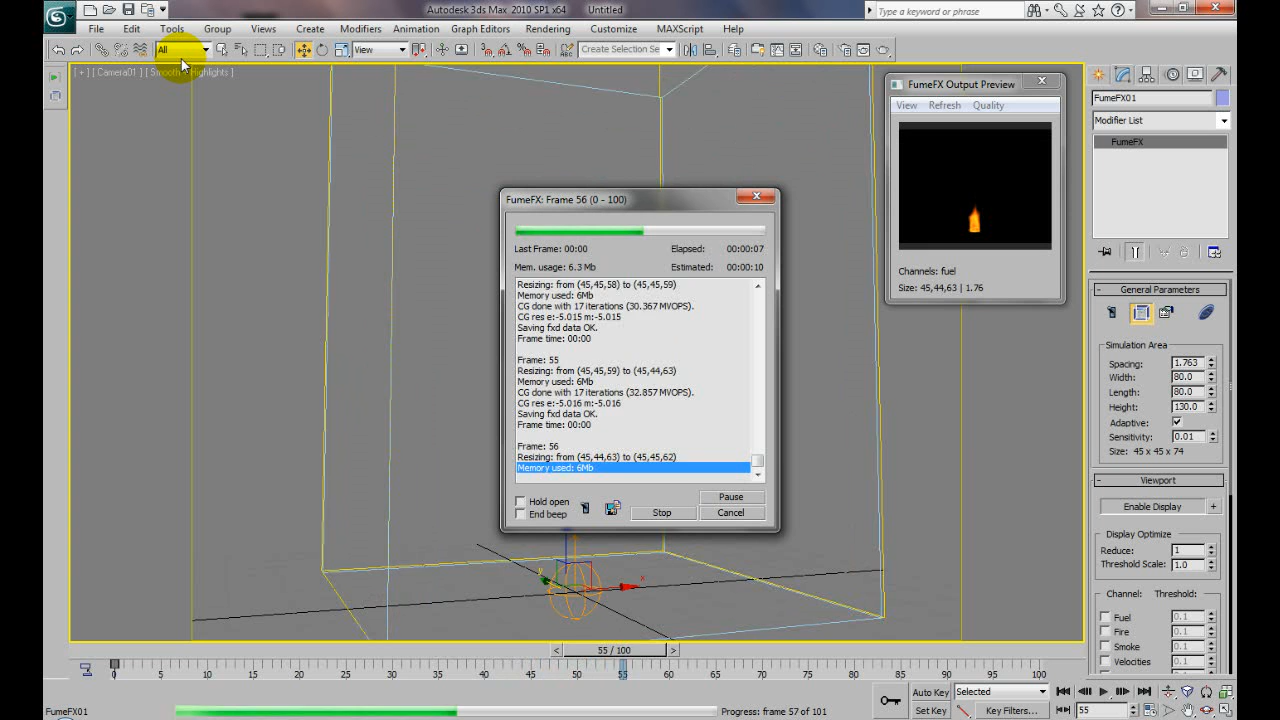 Autodesk 3ds Max 2010 SP1 x64 Untitled
Type a keyword or phrase
File Edit Tools Group Views Create Modifiers Animation Graph Editors Rendering Customize MAXScript Help
All
View
Create Selection Se
[ + ] [ Camera01 ] [ Smooth + Highlights ]
FumeFX Output Preview
View Refresh Quality
Channels: fuel
Size: 45,44,63 | 1.76
FumeFX: Frame 56 (0 - 100)
Last Frame: 00:00 Elapsed: 00:00:07
Mem. usage: 6.3 Mb Estimated: 00:00:10
Resizing: from (45,45,58) to (45,45,59)
Memory used: 6Mb
CG done with 17 iterations (30.367 MVOPS).
CG res e:-5.015 m:-5.015
Saving fxd data OK.
Frame time: 00:00
Frame: 55
Resizing: from (45,45,59) to (45,44,63)
Memory used: 6Mb
CG done with 17 iterations (32.857 MVOPS).
CG res e:-5.016 m:-5.016
Saving fxd data OK.
Frame time: 00:00
Frame: 56
Resizing: from (45,44,63) to (45,45,62)
Memory used: 6Mb
Hold open
End beep
Pause
Stop Cancel
FumeFX01
Modifier List
FumeFX
- General Parameters
Simulation Area
Spacing: 1.763
Width: 80.0
Length: 80.0
Height: 130.0
Adaptive:
Sensitivity: 0.01
Size: 45 x 45 x 74
- Viewport
Enable Display +
Display Optimize
Reduce: 1
Threshold Scale: 1.0
Channel: Threshold:
Fuel 0.1
Fire 0.1
Smoke 0.1
Velocities 0.1
z
y
x
< 55 / 100 >
0 5 10 15 20 25 30 35 40 45 50 55 60 65 70 75 80 85 90 95 100
FumeFX01
Progress: frame 57 of 101
Auto Key Selected
Set Key Key Filters...
55